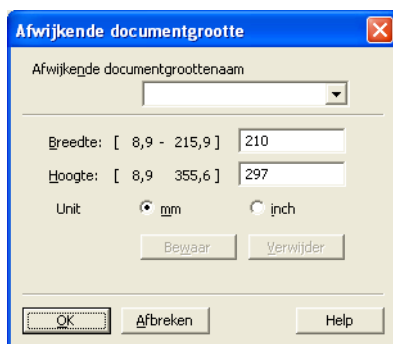 Afwijkende documentgrootte
Afwijkende documentgroottenaam
Breedte: [ 8,9 - 215,9 ] 210
Hoogte: [ 8,9 355,6 ] 297
Unit mm inch
Bewaar Verwijder
OK Afbreken Help